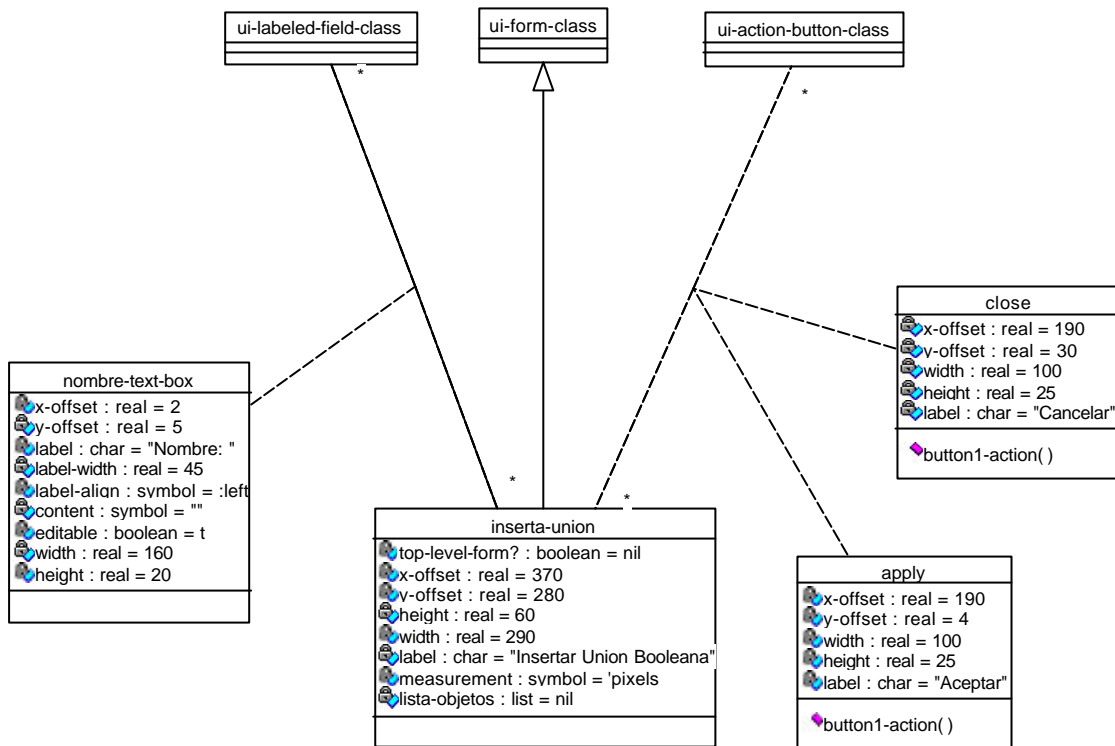 ui-labeled-field-class
ui-form-class
ui-action-button-class
*
*
close
x-offset : real = 190
y-offset : real = 30
width : real = 100
height : real = 25
label : char = "Cancelar"
button1-action( )
nombre-text-box
x-offset : real = 2
y-offset : real = 5
label : char = "Nombre: "
label-width : real = 45
label-align : symbol = :left
content : symbol = ""
editable : boolean = t
width : real = 160
height : real = 20
*
*
inserta-union
top-level-form? : boolean = nil
x-offset : real = 370
y-offset : real = 280
height : real = 60
width : real = 290
label : char = "Insertar Union Booleana"
measurement : symbol = 'pixels
lista-objetos : list = nil
apply
x-offset : real = 190
y-offset : real = 4
width : real = 100
height : real = 25
label : char = "Aceptar"
button1-action( )